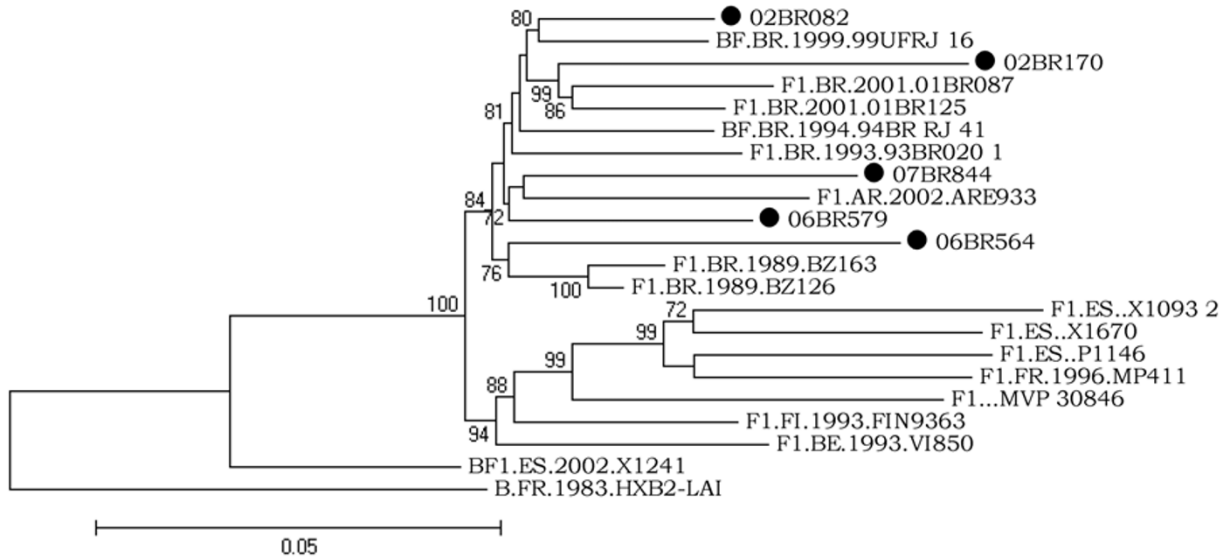 80
02BR082
BF.BR.1999.99UFRJ 16
02BR170
99
F1.BR.2001.01BR087
86
F1.BR.2001.01BR125
81
BF.BR.1994.94BR RJ 41
F1.BR.1993.93BR020 1
07BR844
F1.AR.2002.ARE933
84
72
06BR579
06BR564
76
F1.BR.1989.BZ163
100
F1.BR.1989.BZ126
100
72
F1.ES..X1093 2
99
F1.ES..X1670
F1.ES..P1146
99
F1.FR.1996.MP411
88
F1...MVP 30846
F1.FI.1993.FIN9363
94
F1.BE.1993.VI850
BF1.ES.2002.X1241
B.FR.1983.HXB2-LAI
0.05